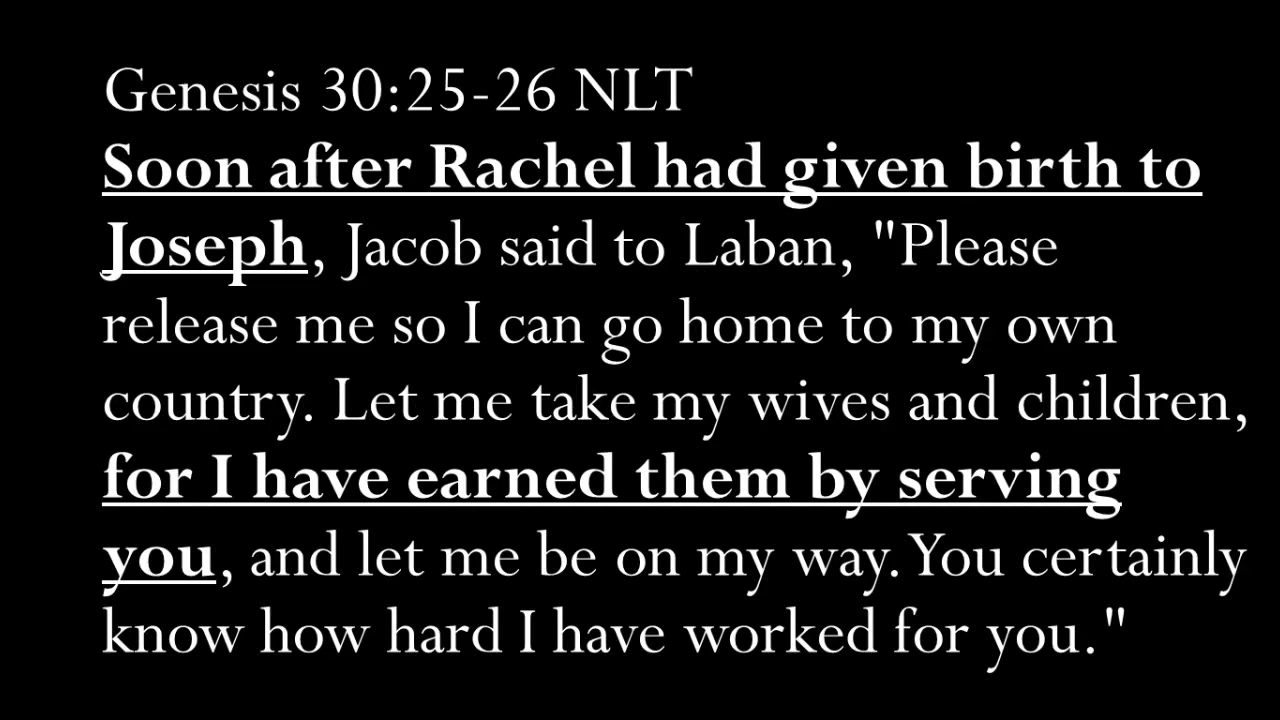 Genesis 30:25-26 NLT
Soon after Rachel had given birth to
Joseph, Jacob said to Laban, "Please
release me so I can go home to my own
country. Let me take my wives and children,
for I have earned them by serving
you, and let me be on my way. You certainly
know how hard I have worked for you."